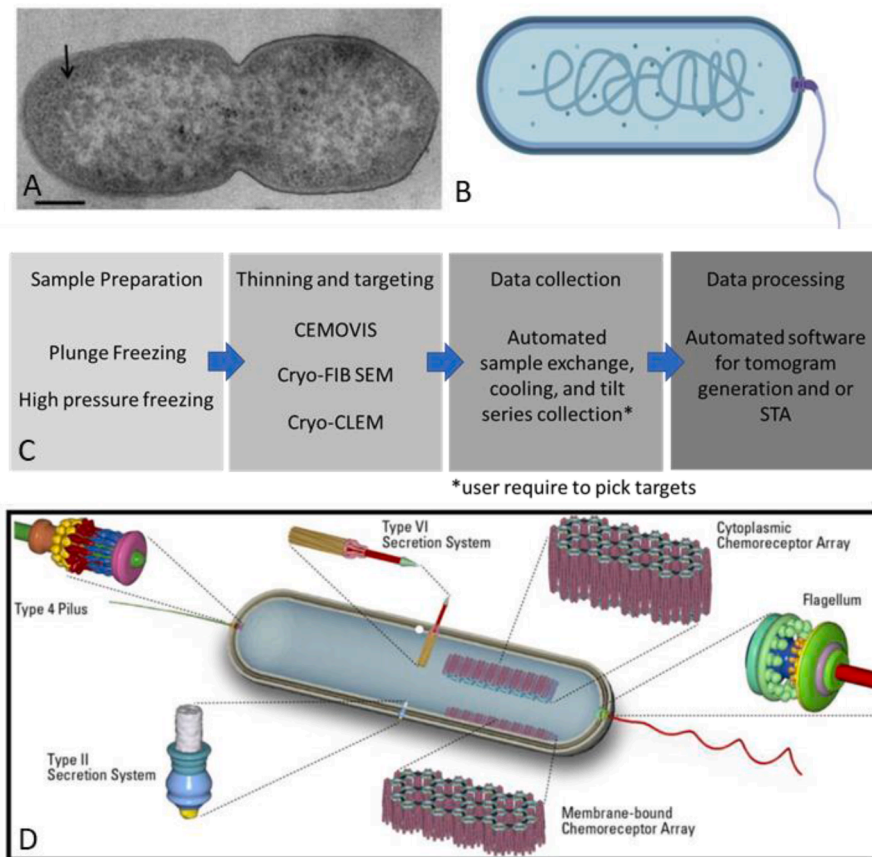 A
B
Sample Preparation
Plunge Freezing
High pressure freezing
Thinning and targeting
CEMOVIS
Cryo-FIB SEM
Cryo-CLEM
Data collection
Automated
sample exchange,
cooling, and tilt
series collection*
Data processing
Automated software
for tomogram
generation and or
STA
C
*user require to pick targets
Type VI
Secretion System
Cytoplasmic
Chemoreceptor Array
Type 4 Pilus
Flagellum
Type II
Secretion System
Membrane-bound
Chemoreceptor Array
D